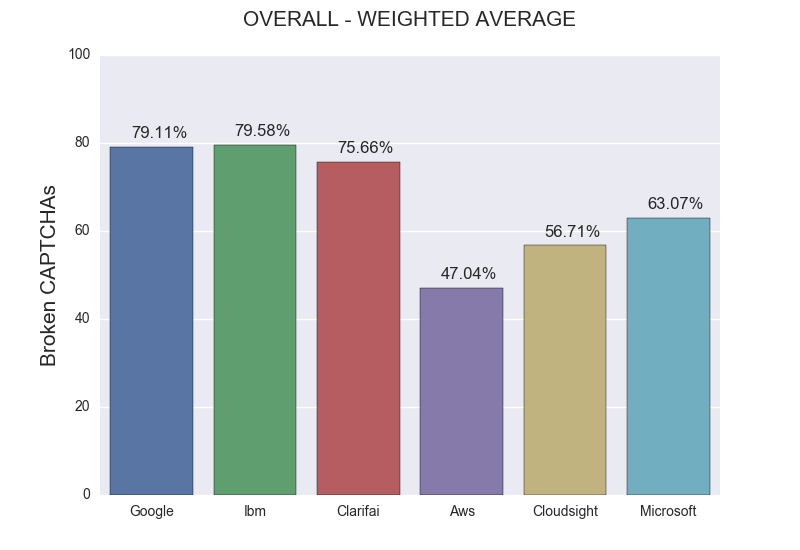 OVERALL - WEIGHTED AVERAGE
Broken CAPTCHAs
100
80
60
40
20
0
79.11%
79.58%
75.66%
47.04%
56.71%
63.07%
Google
Ibm
Clarifai
Aws
Cloudsight
Microsoft